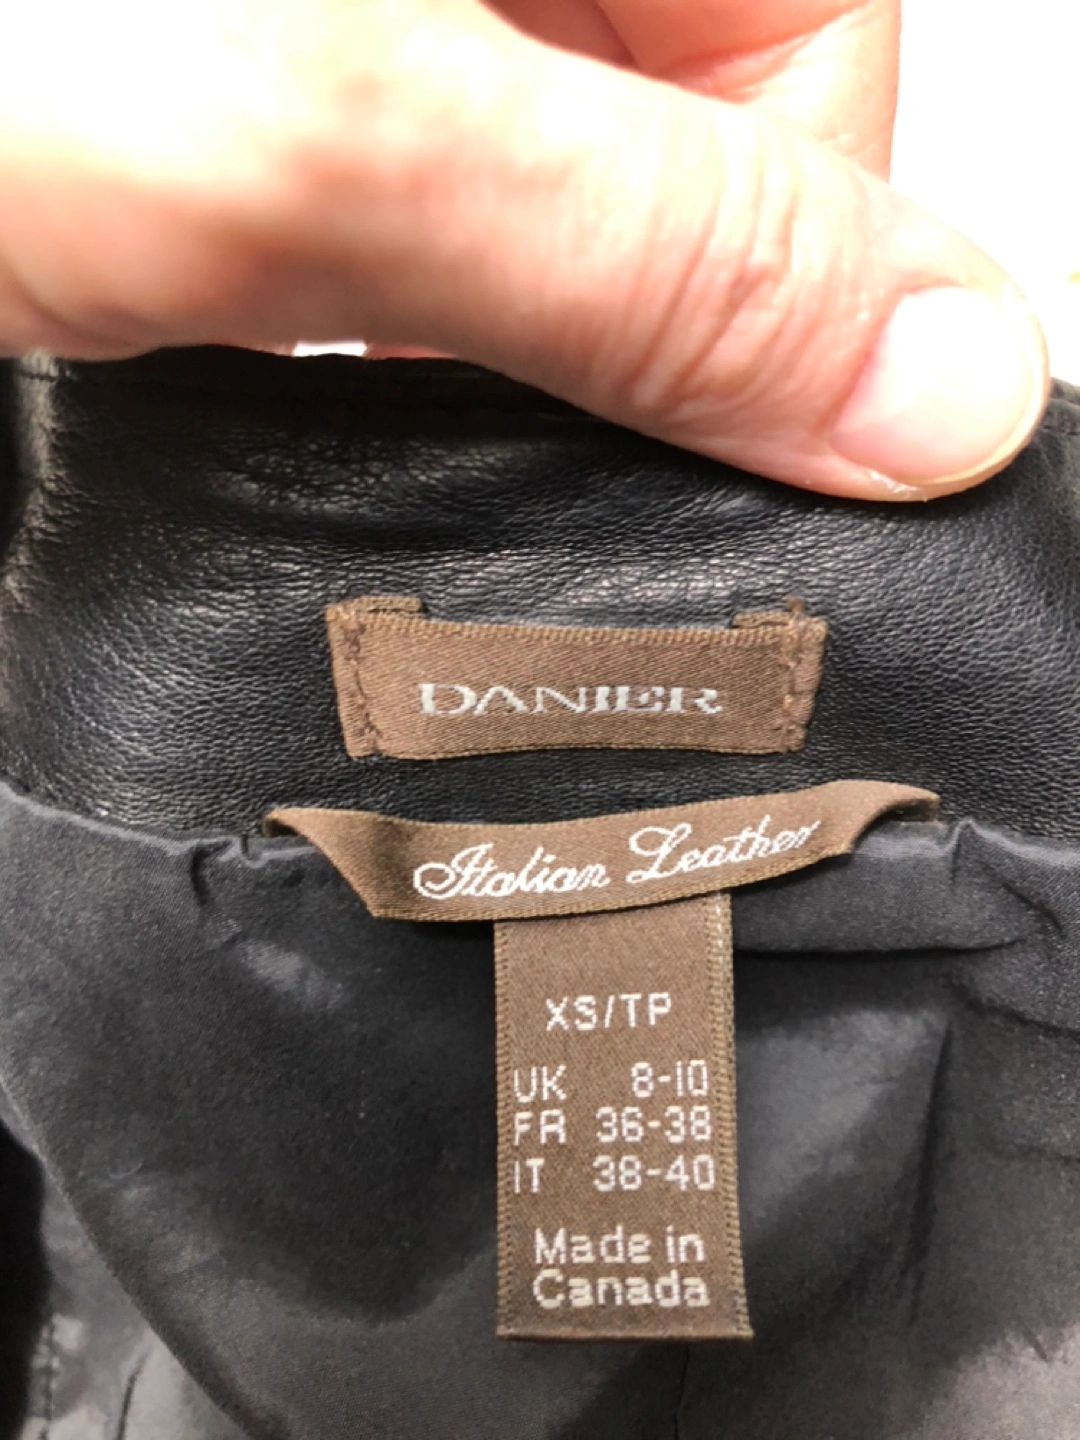 DANIER
Italian Leather
XS/TP
UK 8-10
FR 36-38
IT 38-40
Made in
Canada